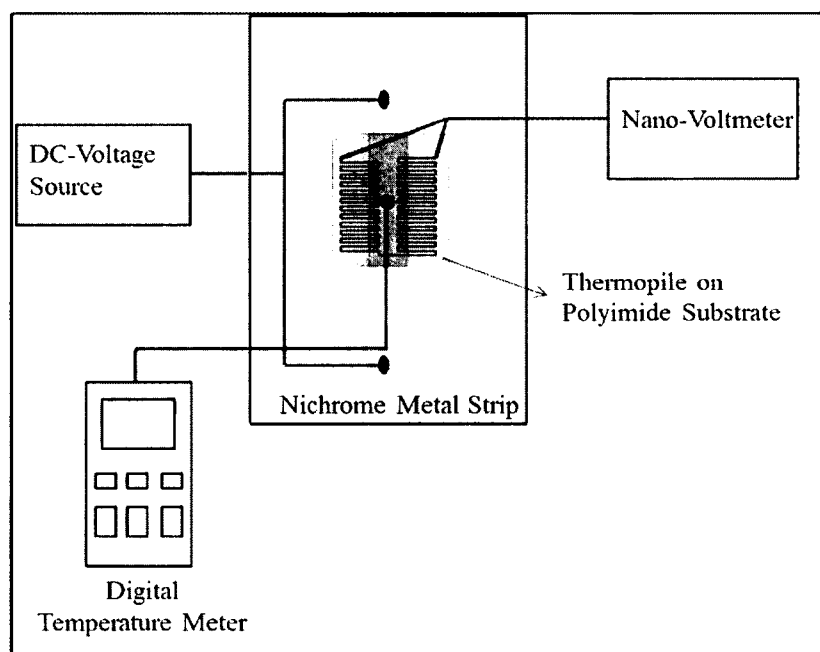 DC-Voltage
Source
Nano-Voltmeter
Thermopile on
Polyimide Substrate
Nichrome Metal Strip
Digital
Temperature Meter